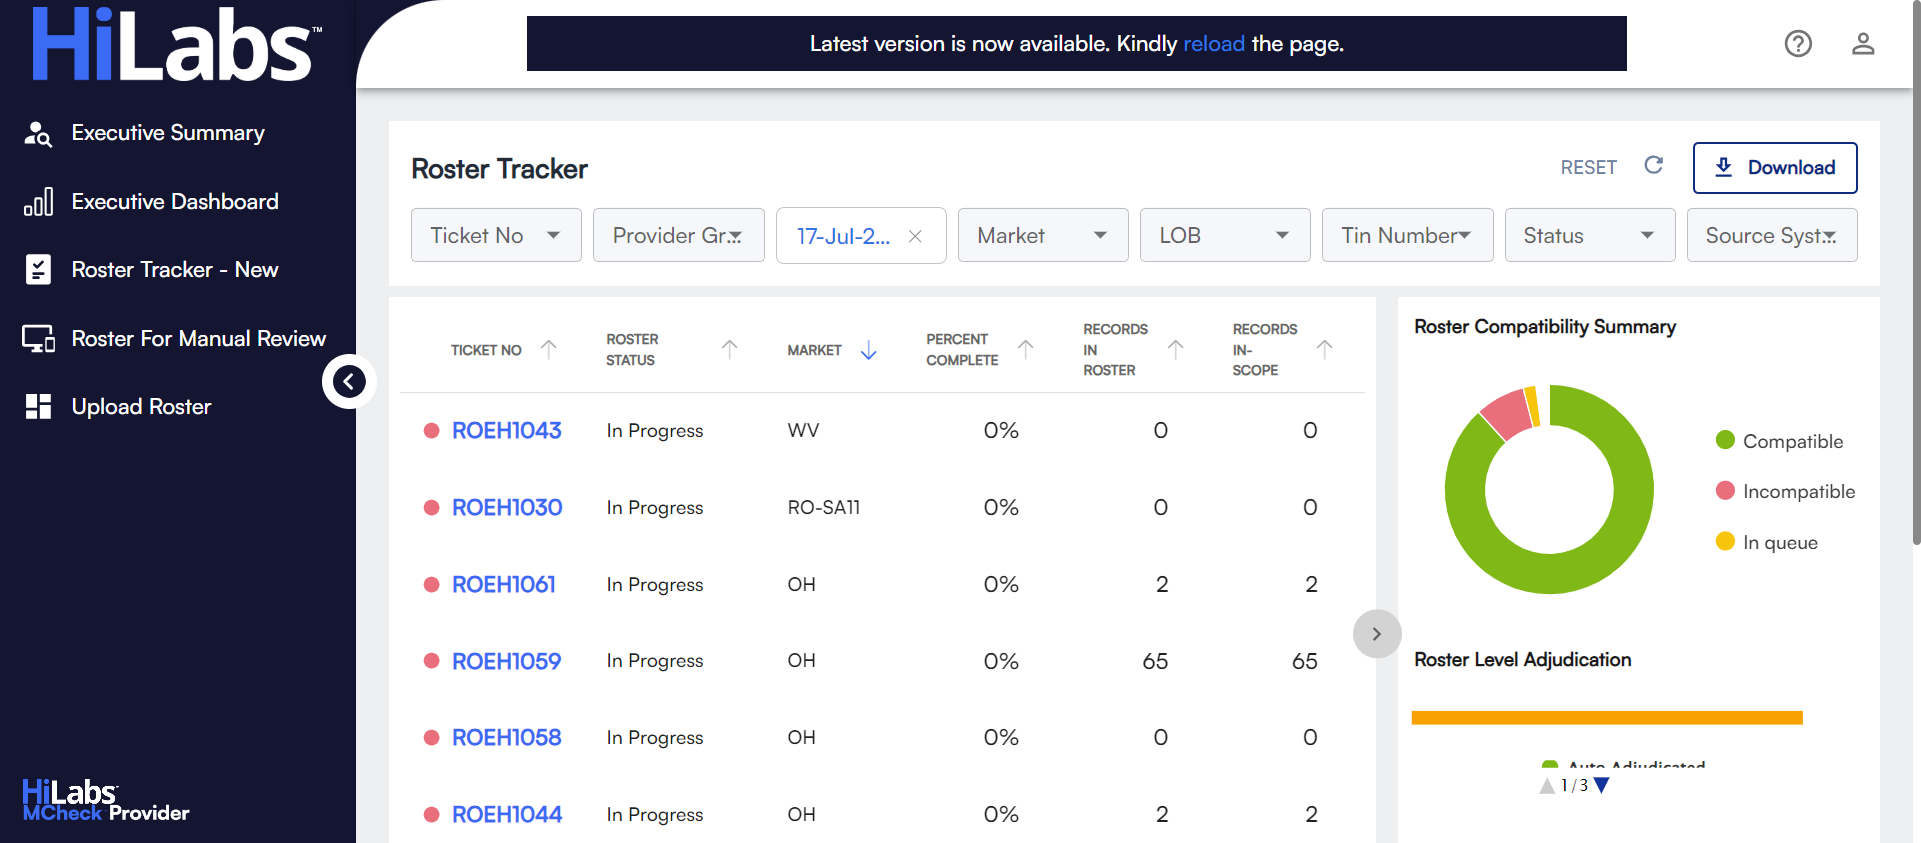 HiLabs™
Latest version is now available. Kindly reload the page.
Executive Summary
Executive Dashboard
Roster Tracker - New
Roster For Manual Review
Upload Roster
HiLabs
MCheck Provider
Roster Tracker
RESET
Download
Ticket No
Provider Gr...
17-Jul-2...
Market
LOB
Tin Number
Status
Source Syst...
TICKET NO
ROSTER
STATUS
MARKET
PERCENT
COMPLETE
RECORDS
IN
ROSTER
RECORDS
IN-
SCOPE
ROEH1043 In Progress WV 0% 0 0
ROEH1030 In Progress RO-SA11 0% 0 0
ROEH1061 In Progress OH 0% 2 2
ROEH1059 In Progress OH 0% 65 65
ROEH1058 In Progress OH 0% 0 0
ROEH1044 In Progress OH 0% 2 2
Roster Compatibility Summary
Compatible
Incompatible
In queue
Roster Level Adjudication
Auto Adjudicated
1/3